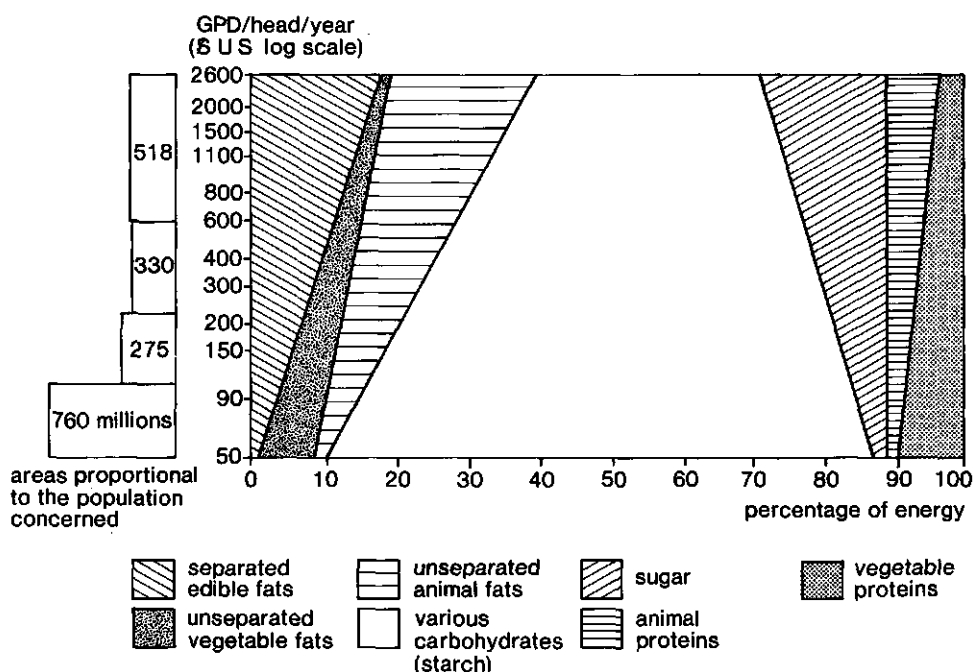 GPD/head/year
($ U S log scale)
2600
2000
1500
1100
800
600
400
300
200
150
90
50
518
330
275
760 millions
areas proportional
to the population
concerned
0 10 20 30 40 50 60 70 80 90 100
percentage of energy
separated
edible fats
unseparated
vegetable fats
unseparated
animal fats
various
carbohydrates
(starch)
sugar
animal
proteins
vegetable
proteins